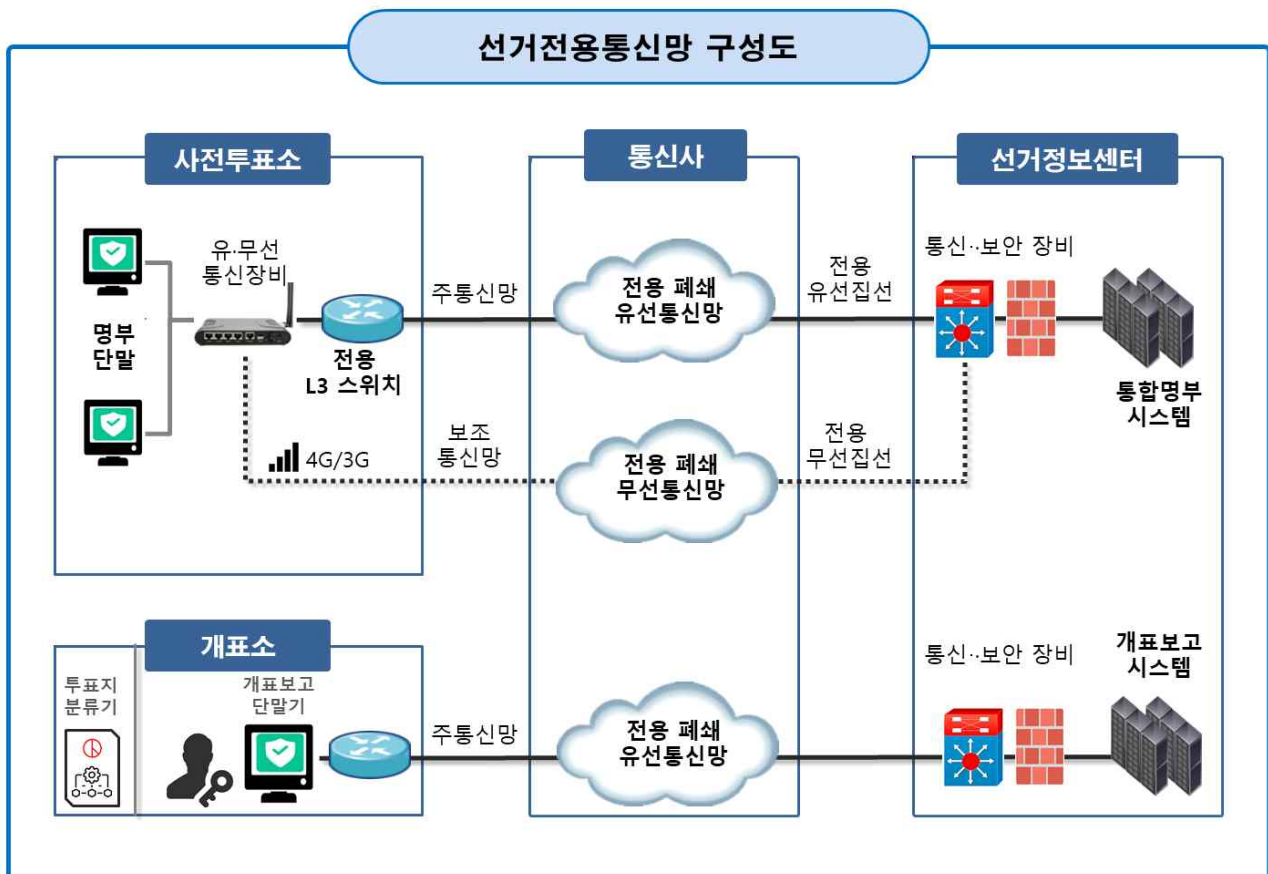 선거전용통신망 구성도
사전투표소
통신사
선거정보센터
유·무선
통신장비
명부
단말
전용
L3 스위치
주통신망
전용 폐쇄
유선통신망
전용
유선집선
통신··보안 장비
통합명부
시스템
4G/3G
보조
통신망
전용 폐쇄
무선통신망
전용
무선집선
개표소
투표지
분류기
개표보고
단말기
주통신망
전용 폐쇄
유선통신망
통신··보안 장비
개표보고
시스템